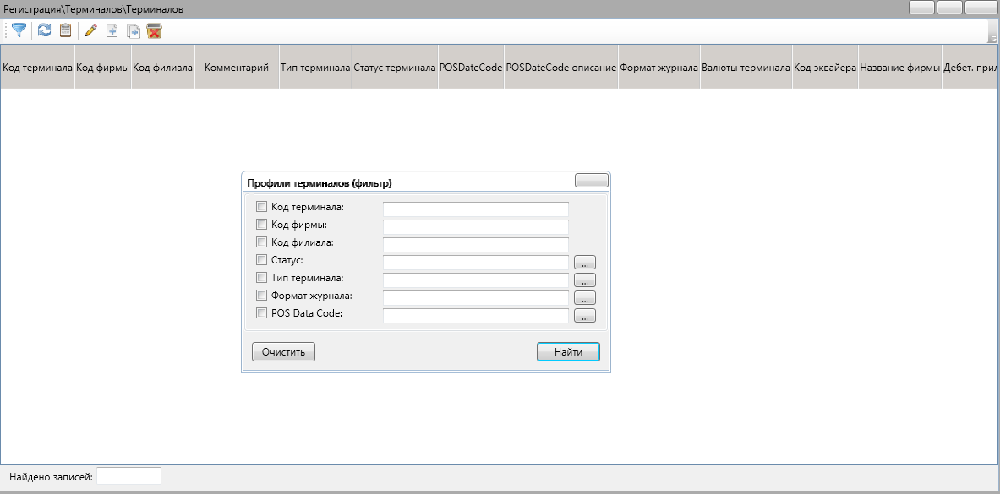 Регистрация\Терминалов\Терминалов
Код терминала Код фирмы Код филиала Комментарий Тип терминала Статус терминала POSDateCode POSDateCode описание Формат журнала Валюты терминала Код эквайера Название фирмы Дебет. прил
Профили терминалов (фильтр)
Код терминала:
Код фирмы:
Код филиала:
Статус: ...
Тип терминала: ...
Формат журнала: ...
POS Data Code: ...
Очистить Найти
Найдено записей: